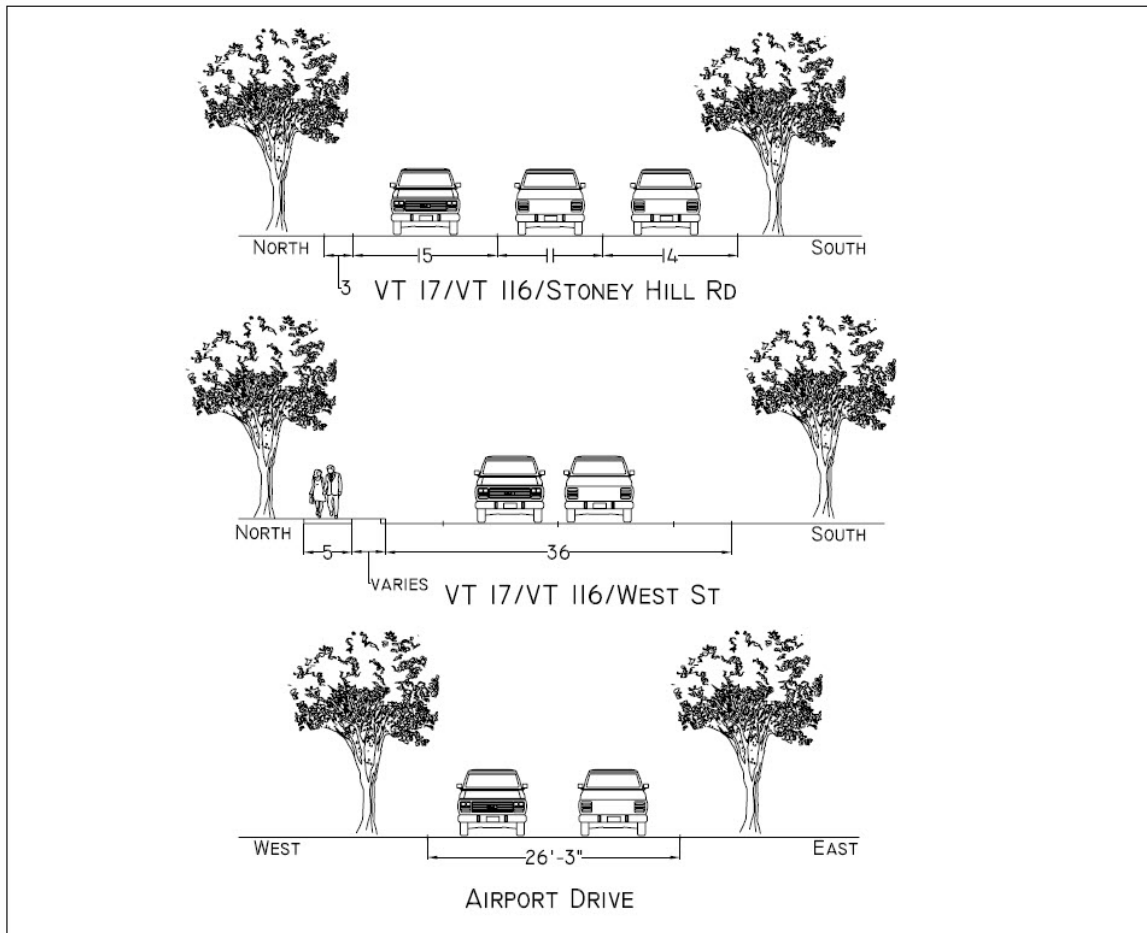 NORTH 15 11 14 SOUTH
3 VT 17/VT 116/STONEY HILL RD
NORTH 5 36 SOUTH
VARIES VT 17/VT 116/WEST ST
WEST 26'-3" EAST
AIRPORT DRIVE